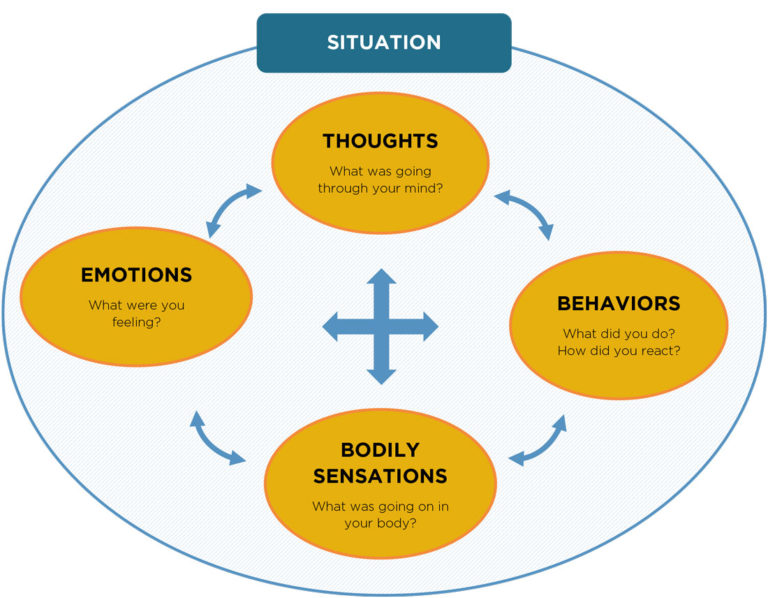 SITUATION
THOUGHTS
What was going
through your mind?
EMOTIONS
What were you
feeling?
BEHAVIORS
What did you do?
How did you react?
BODILY
SENSATIONS
What was going on in
your body?